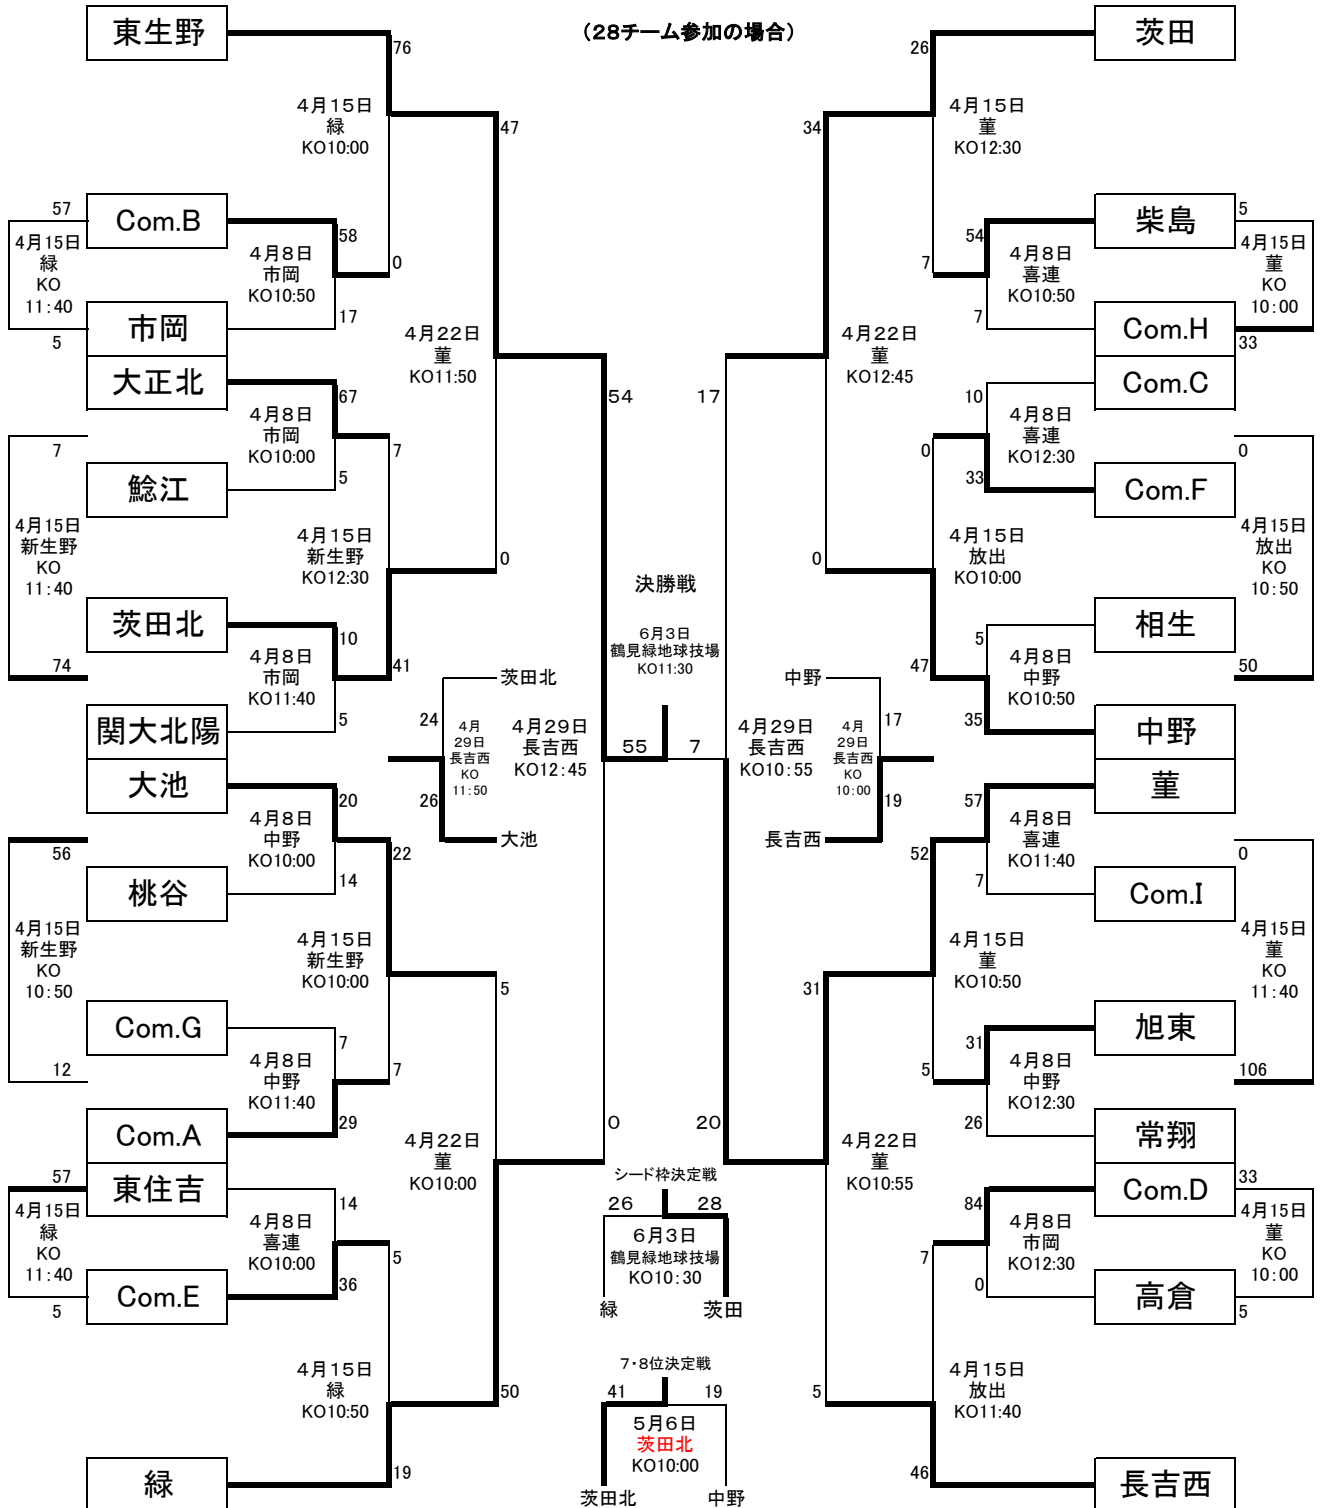 (28チーム参加の場合)
東生野
76
4月15日
緑
KO10:00
47
57
Com.B
58
0
4月15日
緑
KO
11:40
4月8日
市岡
KO10:50
市岡
17
5
4月22日
菫
KO11:50
大正北
67
4月8日
市岡
KO10:00
7
7
鯰江
5
4月15日
新生野
KO
11:40
4月15日
新生野
KO12:30
0
茨田北
10
74
4月8日
市岡
KO11:40
41
関大北陽
5
大池
20
4月8日
中野
KO10:00
22
56
桃谷
14
4月15日
新生野
KO
10:50
4月15日
新生野
KO10:00
5
Com.G
7
12
4月8日
中野
KO11:40
7
Com.A
29
4月22日
菫
KO10:00
57
東住吉
14
4月15日
緑
KO
11:40
4月8日
喜連
KO10:00
5
Com.E
36
5
4月15日
緑
KO10:50
50
緑
19
54
17
決勝戦
6月3日
鶴見緑地球技場
KO11:30
茨田北
24
4月
29日
長吉西
KO
11:50
26
大池
4月29日
長吉西
KO12:45
55
7
4月29日
長吉西
KO10:55
中野
17
4月
29日
長吉西
KO
10:00
19
長吉西
0
20
シード枠決定戦
26
28
6月3日
鶴見緑地球技場
KO10:30
緑
茨田
7・8位決定戦
41
19
5月6日
茨田北
KO10:00
茨田北
中野
26
茨田
34
4月15日
菫
KO12:30
54
柴島
5
7
4月8日
喜連
KO10:50
4月15日
菫
KO
10:00
7
Com.H
33
4月22日
菫
KO12:45
10
Com.C
4月8日
喜連
KO12:30
0
0
33
Com.F
4月15日
放出
KO10:00
4月15日
放出
KO
10:50
0
5
相生
47
4月8日
中野
KO10:50
50
35
中野
57
菫
52
4月8日
喜連
KO11:40
0
7
Com.I
4月15日
菫
KO10:50
4月15日
菫
KO
11:40
31
31
旭東
5
4月8日
中野
KO12:30
106
26
常翔
4月22日
菫
KO10:55
84
Com.D
33
7
4月8日
市岡
KO12:30
4月15日
菫
KO
10:00
0
高倉
5
5
4月15日
放出
KO11:40
46
長吉西